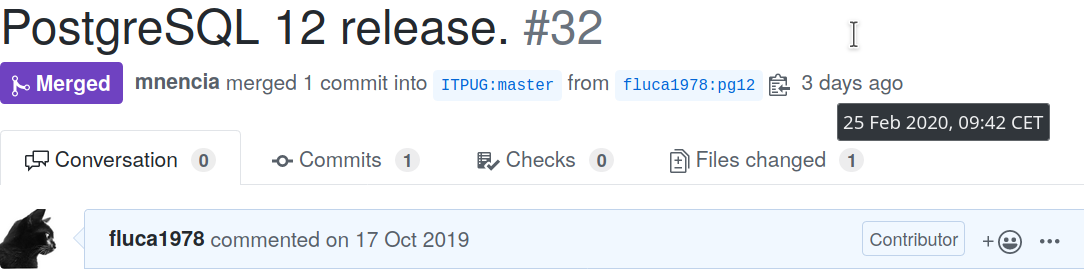 PostgreSQL 12 release. #32
Merged mnencia merged 1 commit into ITPUG:master from fluca1978:pg12 3 days ago
25 Feb 2020, 09:42 CET
Conversation 0 Commits 1 Checks 0 Files changed 1
fluca1978 commented on 17 Oct 2019 Contributor